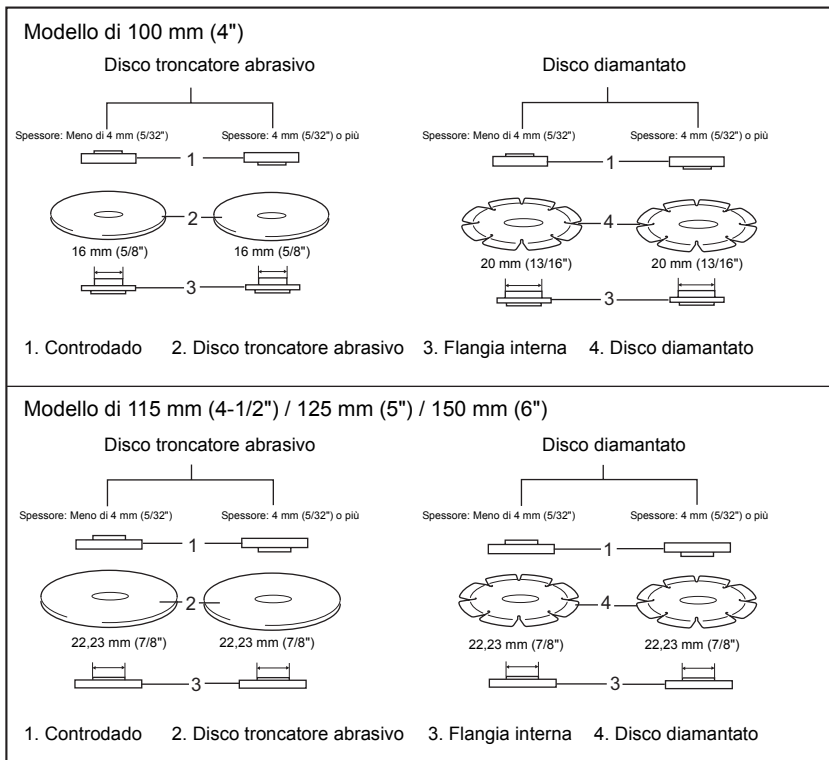 Modello di 100 mm (4")
Disco troncatore abrasivo
Disco diamantato
Spessore: Meno di 4 mm (5/32")
Spessore: 4 mm (5/32") o più
Spessore: Meno di 4 mm (5/32")
Spessore: 4 mm (5/32") o più
1
1
2
4
16 mm (5/8")
16 mm (5/8")
20 mm (13/16")
20 mm (13/16")
3
3
1. Controdado 2. Disco troncatore abrasivo 3. Flangia interna 4. Disco diamantato
Modello di 115 mm (4-1/2") / 125 mm (5") / 150 mm (6")
Disco troncatore abrasivo
Disco diamantato
Spessore: Meno di 4 mm (5/32")
Spessore: 4 mm (5/32") o più
Spessore: Meno di 4 mm (5/32")
Spessore: 4 mm (5/32") o più
1
1
2
4
22,23 mm (7/8")
22,23 mm (7/8")
22,23 mm (7/8")
22,23 mm (7/8")
3
3
1. Controdado 2. Disco troncatore abrasivo 3. Flangia interna 4. Disco diamantato